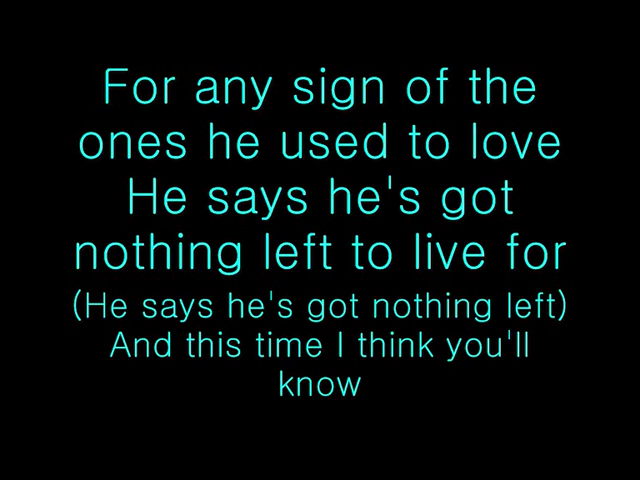 For any sign of the
ones he used to love
He says he's got
nothing left to live for
(He says he's got nothing left)
And this time I think you'll
know